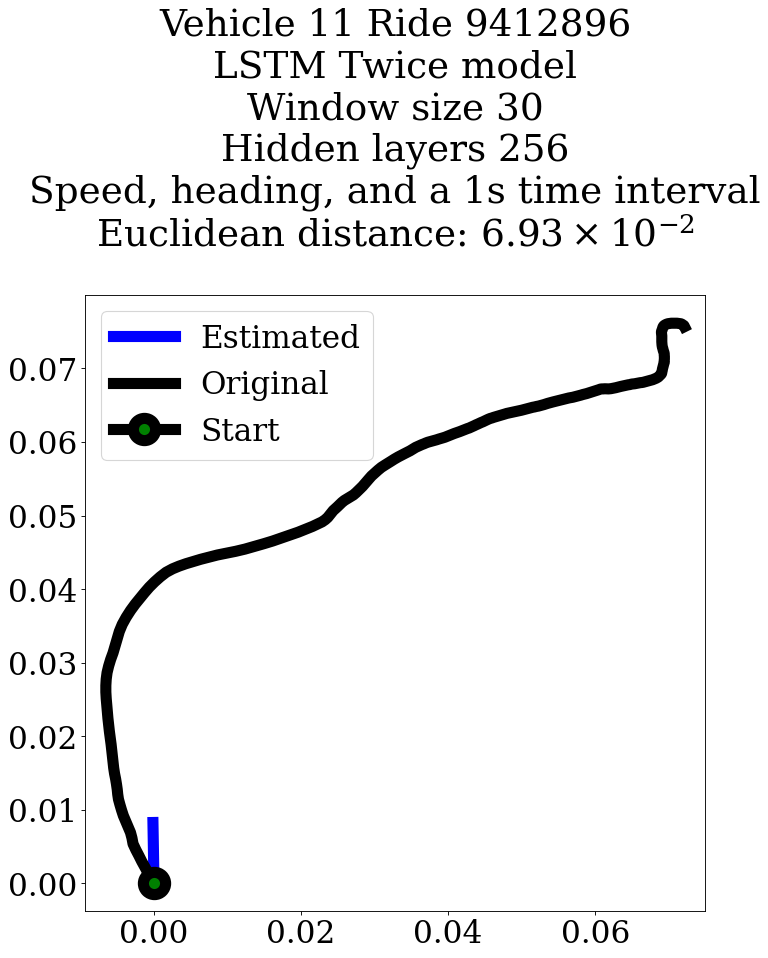 Vehicle 11 Ride 9412896
LSTM Twice model
Window size 30
Hidden layers 256
Speed, heading, and a 1s time interval
Euclidean distance: 6.93 × 10⁻²
Estimated
Original
Start
0.07
0.06
0.05
0.04
0.03
0.02
0.01
0.00
0.00 0.02 0.04 0.06